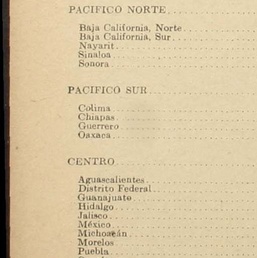 PACIFICO NORTE
Baja California, Norte
Baja California, Sur
Nayarit
Sinaloa
Sonora
PACIFICO SUR
Colima
Chiapas
Guerrero
Oaxaca
CENTRO
Aguascalientes
Distrito Federal
Guanajuato
Hidalgo
Jalisco
México
Michoacán
Morelos
Puebla